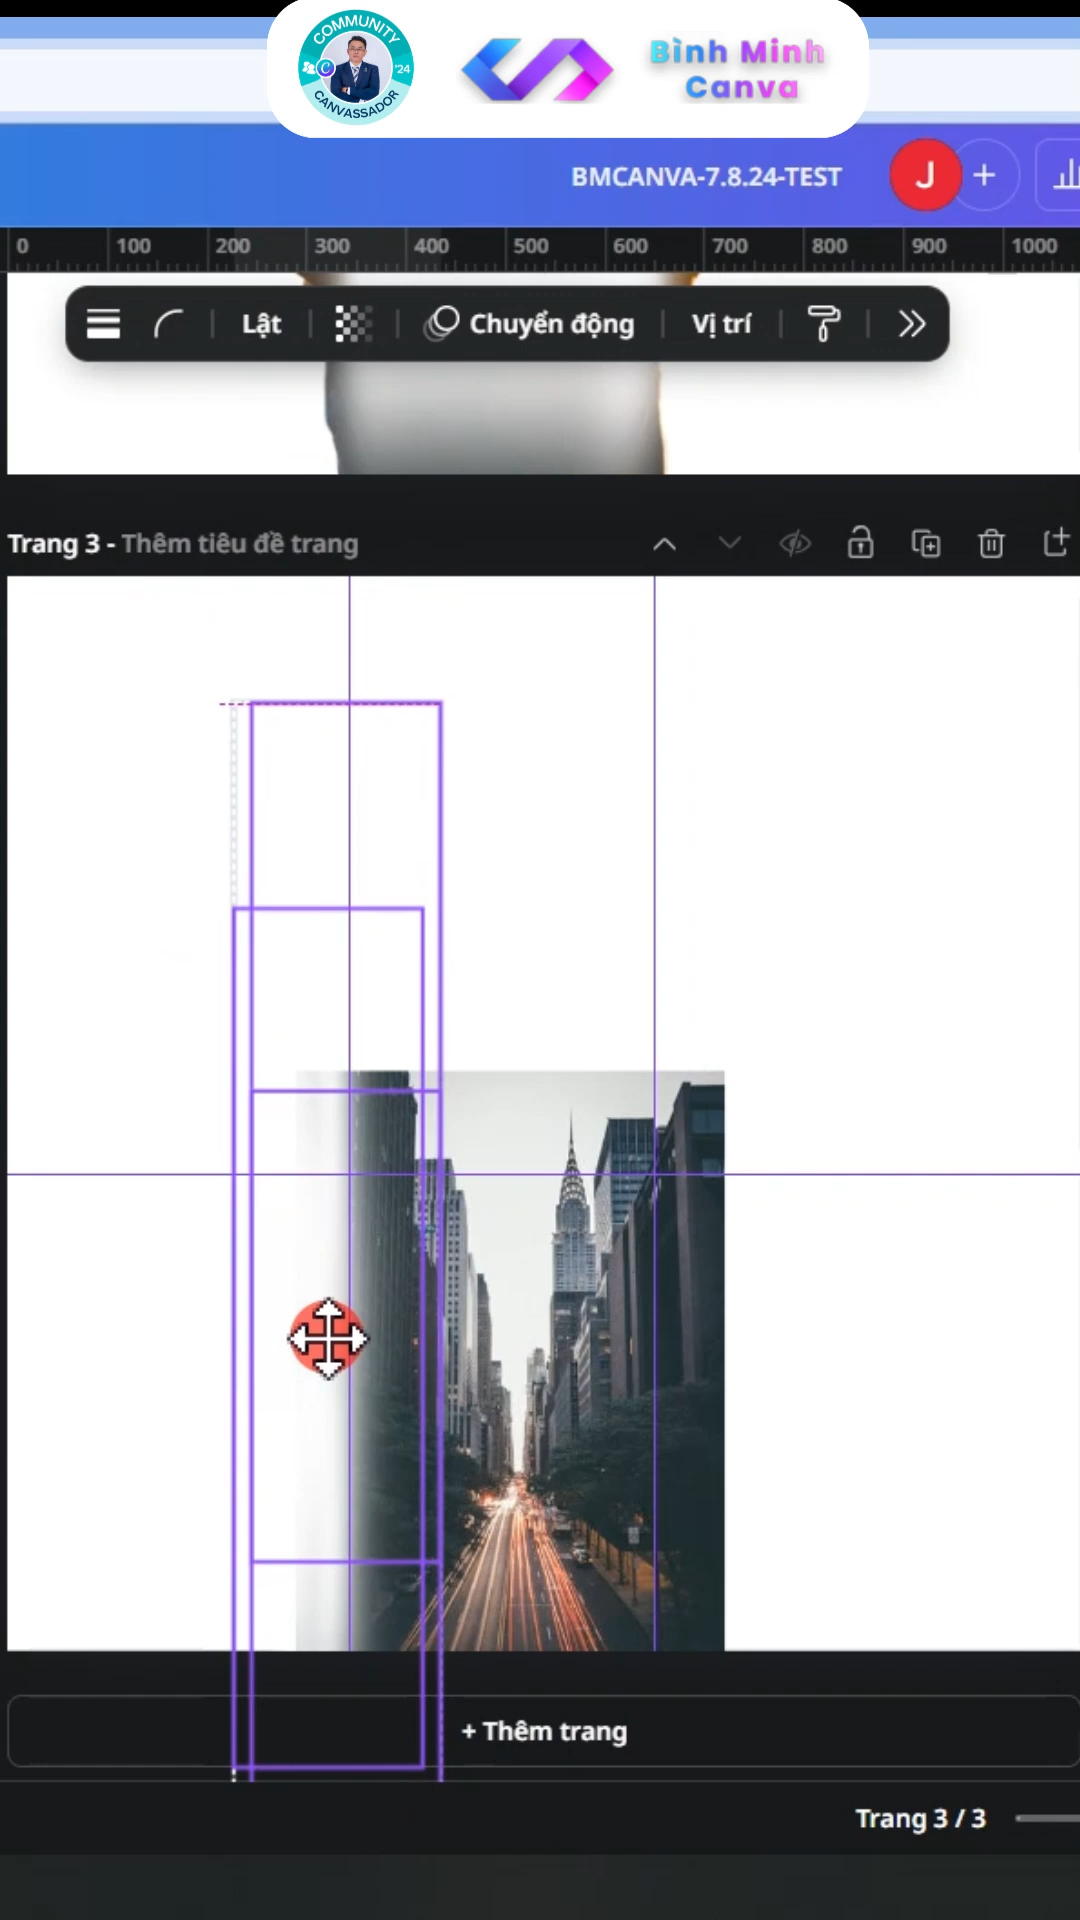 COMMUNITY
'24
CANVASSADOR
Bình Minh
Canva
BMCANVA-7.8.24-TEST
J
0 100 200 300 400 500 600 700 800 900 1000
Lật
Chuyển động
Vị trí
Trang 3 - Thêm tiêu đề trang
+ Thêm trang
Trang 3 / 3